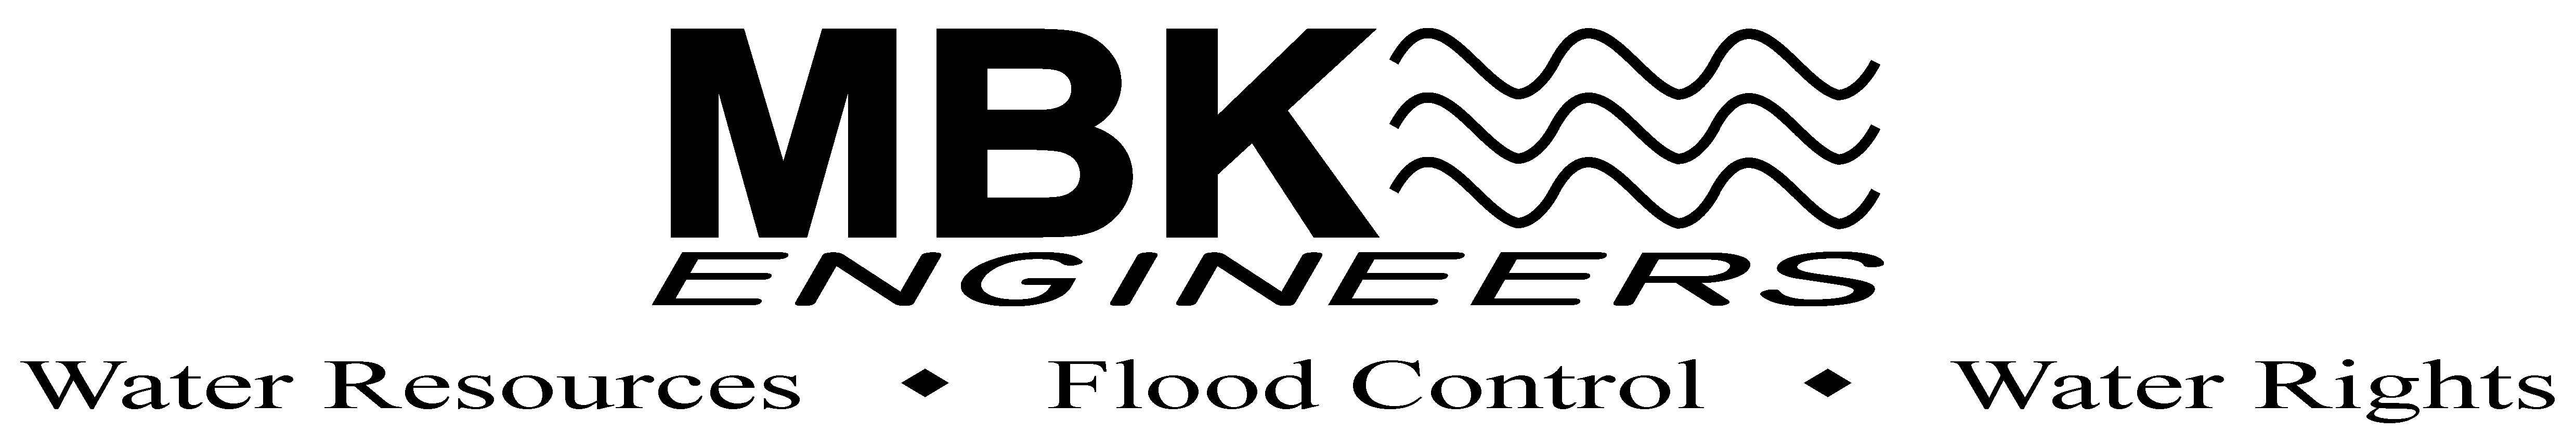 MBK
ENGINEERS
Water Resources ◆ Flood Control ◆ Water Rights